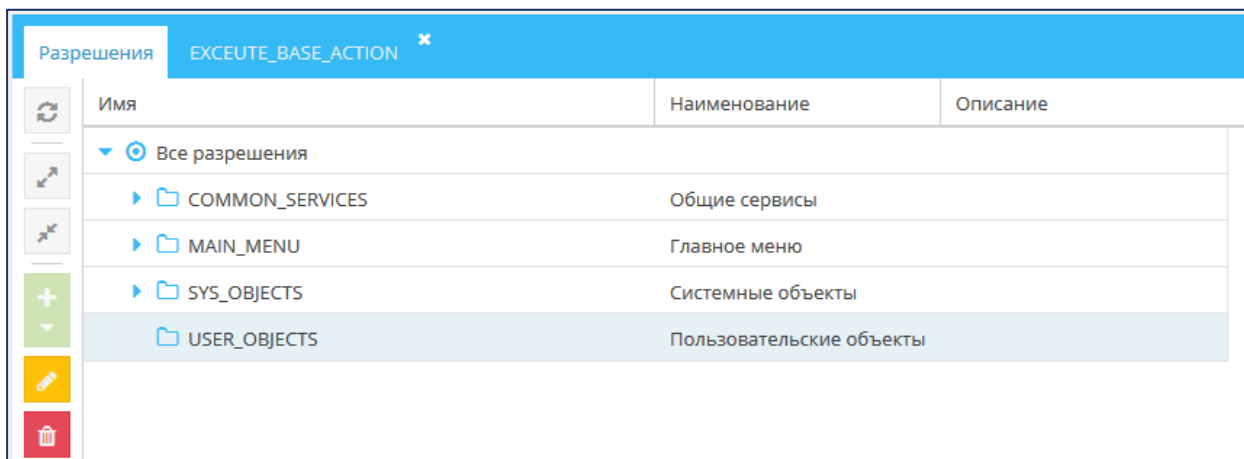 Разрешения EXCEUTE_BASE_ACTION
Имя Наименование Описание
Все разрешения
COMMON_SERVICES Общие сервисы
MAIN_MENU Главное меню
SYS_OBJECTS Системные объекты
USER_OBJECTS Пользовательские объекты